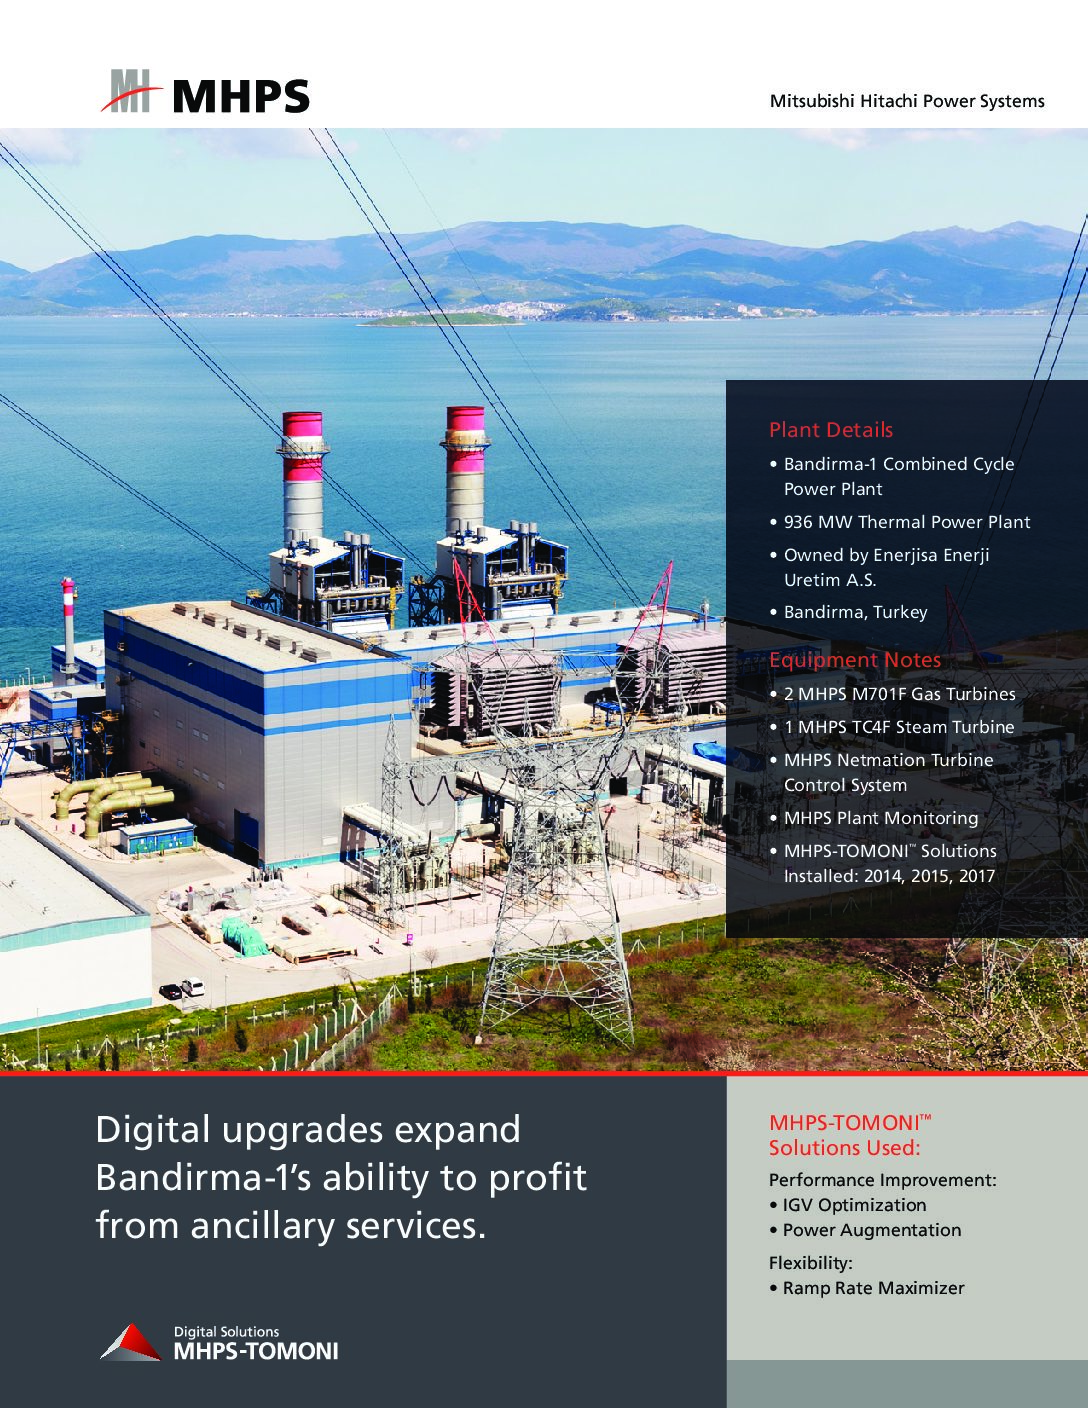 MHPS
Mitsubishi Hitachi Power Systems
Plant Details
• Bandirma-1 Combined Cycle
Power Plant
• 936 MW Thermal Power Plant
• Owned by Enerjisa Enerji
Uretim A.S.
• Bandirma, Turkey
Equipment Notes
• 2 MHPS M701F Gas Turbines
• 1 MHPS TC4F Steam Turbine
• MHPS Netmation Turbine
Control System
• MHPS Plant Monitoring
• MHPS-TOMONI™ Solutions
Installed: 2014, 2015, 2017
Digital upgrades expand
Bandirma-1’s ability to profit
from ancillary services.
Digital Solutions
MHPS-TOMONI
MHPS-TOMONI™
Solutions Used:
Performance Improvement:
• IGV Optimization
• Power Augmentation
Flexibility:
• Ramp Rate Maximizer